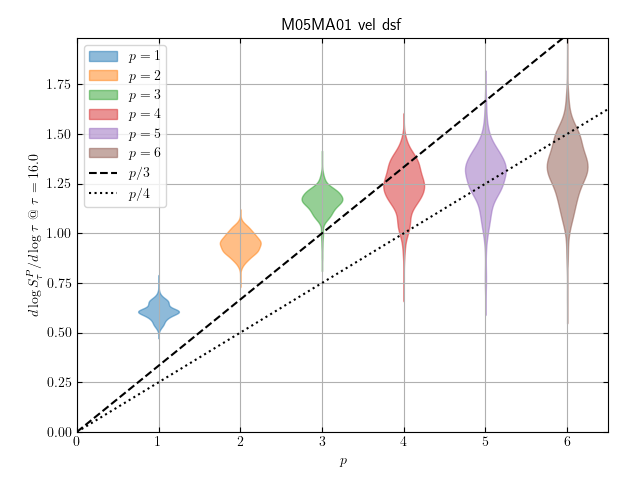 M05MA01 vel dsf
p = 1
p = 2
p = 3
p = 4
p = 5
p = 6
p/3
p/4
d log S_τ^P / d log τ @ τ = 16.0
1.75
1.50
1.25
1.00
0.75
0.50
0.25
0.00
0 1 2 3 4 5 6
p